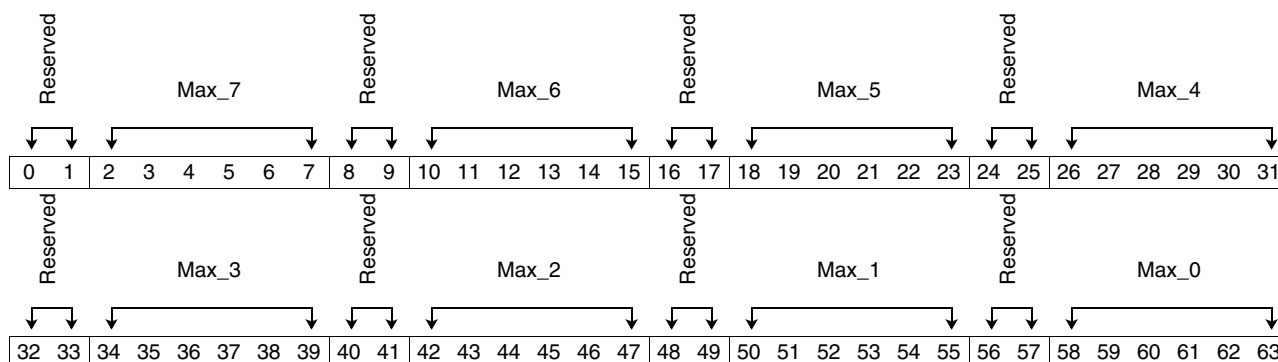 Reserved Max_7 Reserved Max_6 Reserved Max_5 Reserved Max_4
0 1 2 3 4 5 6 7 8 9 10 11 12 13 14 15 16 17 18 19 20 21 22 23 24 25 26 27 28 29 30 31
Reserved Max_3 Reserved Max_2 Reserved Max_1 Reserved Max_0
32 33 34 35 36 37 38 39 40 41 42 43 44 45 46 47 48 49 50 51 52 53 54 55 56 57 58 59 60 61 62 63